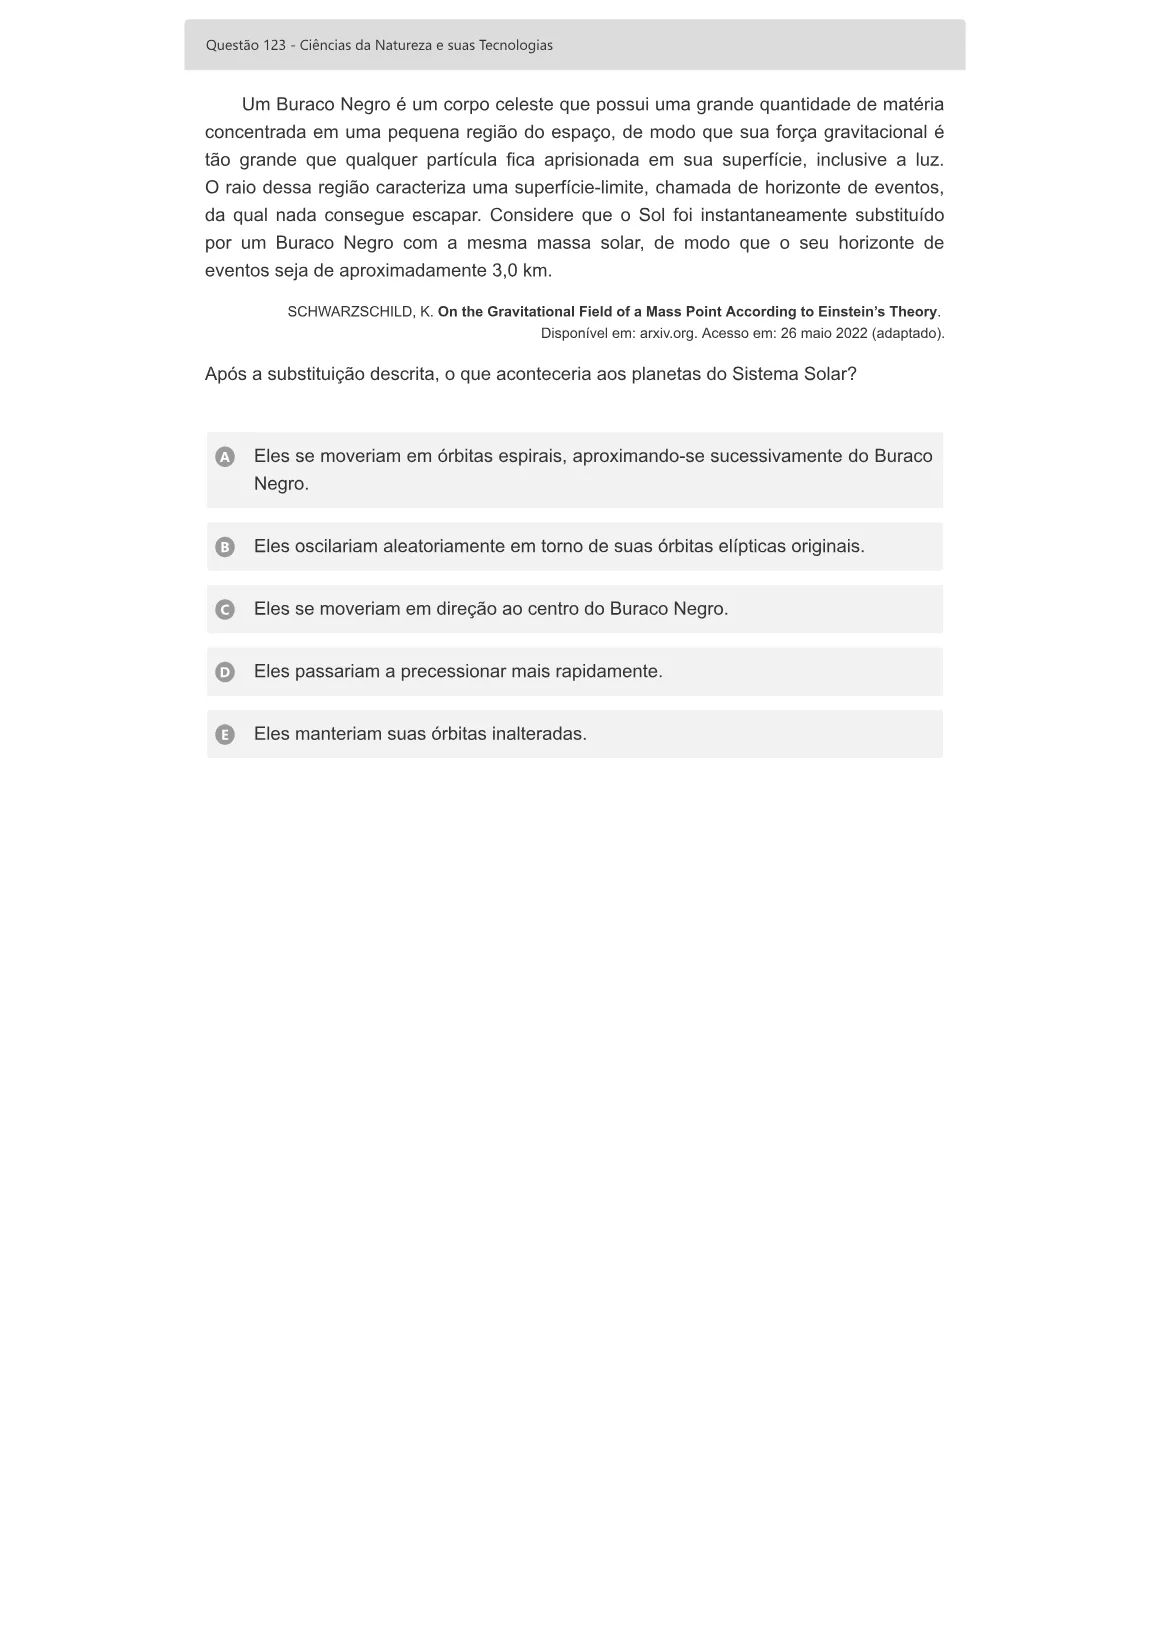 Questão 123 - Ciências da Natureza e suas Tecnologias
Um Buraco Negro é um corpo celeste que possui uma grande quantidade de matéria
concentrada em uma pequena região do espaço, de modo que sua força gravitacional é
tão grande que qualquer partícula fica aprisionada em sua superfície, inclusive a luz.
O raio dessa região caracteriza uma superfície-limite, chamada de horizonte de eventos,
da qual nada consegue escapar. Considere que o Sol foi instantaneamente substituído
por um Buraco Negro com a mesma massa solar, de modo que o seu horizonte de
eventos seja de aproximadamente 3,0 km.
SCHWARZSCHILD, K. On the Gravitational Field of a Mass Point According to Einstein’s Theory.
Disponível em: arxiv.org. Acesso em: 26 maio 2022 (adaptado).
Após a substituição descrita, o que aconteceria aos planetas do Sistema Solar?
A Eles se moveriam em órbitas espirais, aproximando-se sucessivamente do Buraco
Negro.
B Eles oscilariam aleatoriamente em torno de suas órbitas elípticas originais.
C Eles se moveriam em direção ao centro do Buraco Negro.
D Eles passariam a precessionar mais rapidamente.
E Eles manteriam suas órbitas inalteradas.